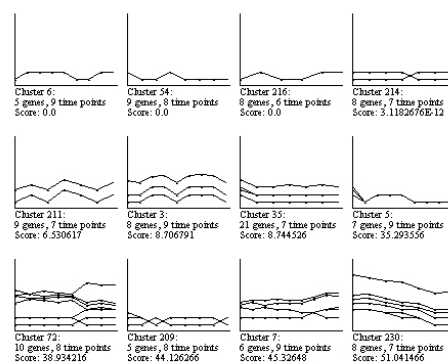 Cluster 6:
5 genes, 9 time points
Score: 0.0
Cluster 54:
9 genes, 8 time points
Score: 0.0
Cluster 216:
8 genes, 6 time points
Score: 0.0
Cluster 214:
8 genes, 7 time points
Score: 3.1182676E-12
Cluster 211:
9 genes, 7 time points
Score: 6.530617
Cluster 3:
8 genes, 9 time points
Score: 8.706791
Cluster 35:
21 genes, 7 time points
Score: 8.744526
Cluster 5:
7 genes, 9 time points
Score: 35.293556
Cluster 72:
10 genes, 8 time points
Score: 38.934216
Cluster 209:
5 genes, 8 time points
Score: 44.126266
Cluster 7:
6 genes, 9 time points
Score: 45.32648
Cluster 230:
8 genes, 7 time points
Score: 51.041466